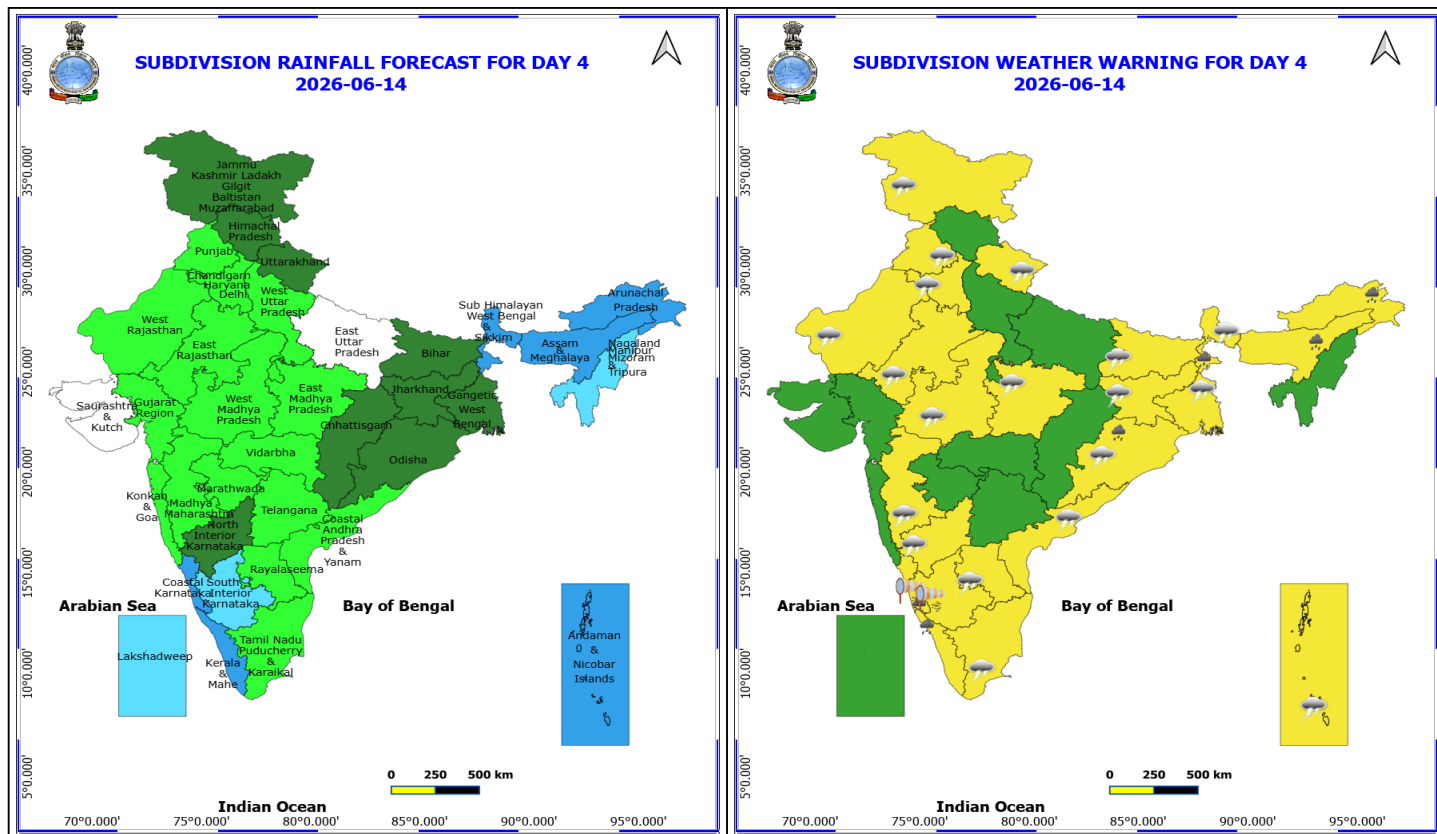 SUBDIVISION RAINFALL FORECAST FOR DAY 4
2026-06-14
40°0.000'
35°0.000'
30°0.000'
25°0.000'
20°0.000'
15°0.000'
10°0.000'
5°0.000'
Jammu
Kashmir Ladakh
Gilgit
Baltistan
Muzaffarabad
Himachal
Pradesh
Uttarakhand
Punjab
Chandigarh
Haryana
Delhi
West
Uttar
Pradesh
West
Rajasthan
East
Rajasthan
East
Uttar
Pradesh
Sub Himalayan
West Bengal
&
Sikkim
Arunachal
Pradesh
Assam
&
Meghalaya
Nagaland
Manipur
Mizoram
&
Tripura
Bihar
Jharkhand
Gangetic
West
Bengal
Saurashtra
&
Kutch
Gujarat
Region
West
Madhya
Pradesh
East
Madhya
Pradesh
Chhattisgarh
Odisha
Vidarbha
Marathwada
Madhya
Maharashtra
Konkan
&
Goa
North
Interior
Karnataka
Telangana
Coastal
Andhra
Pradesh
&
Yanam
Rayalaseema
Coastal
Karnataka
South
Interior
Karnataka
Tamil Nadu
Puducherry
&
Karaikal
Kerala
&
Mahe
Lakshadweep
Andaman
&
Nicobar
Islands
Arabian Sea
Bay of Bengal
Indian Ocean
0 250 500 km
70°0.000' 75°0.000' 80°0.000' 85°0.000' 90°0.000' 95°0.000'
SUBDIVISION WEATHER WARNING FOR DAY 4
2026-06-14
40°0.000'
35°0.000'
30°0.000'
25°0.000'
20°0.000'
15°0.000'
10°0.000'
5°0.000'
Arabian Sea
Bay of Bengal
Indian Ocean
0 250 500 km
70°0.000' 75°0.000' 80°0.000' 85°0.000' 90°0.000' 95°0.000'